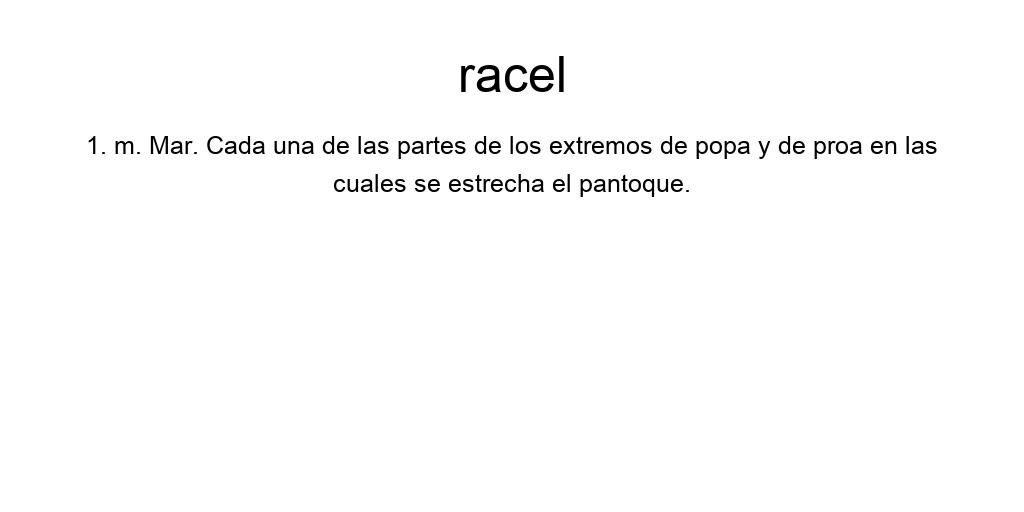 racel
1. m. Mar. Cada una de las partes de los extremos de popa y de proa en las
cuales se estrecha el pantoque.